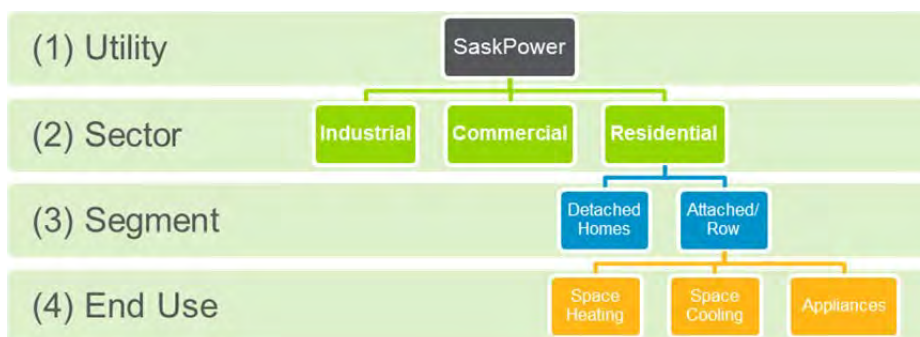 (1) Utility
SaskPower
(2) Sector
Industrial
Commercial
Residential
(3) Segment
Detached
Homes
Attached/
Row
(4) End Use
Space
Heating
Space
Cooling
Appliances